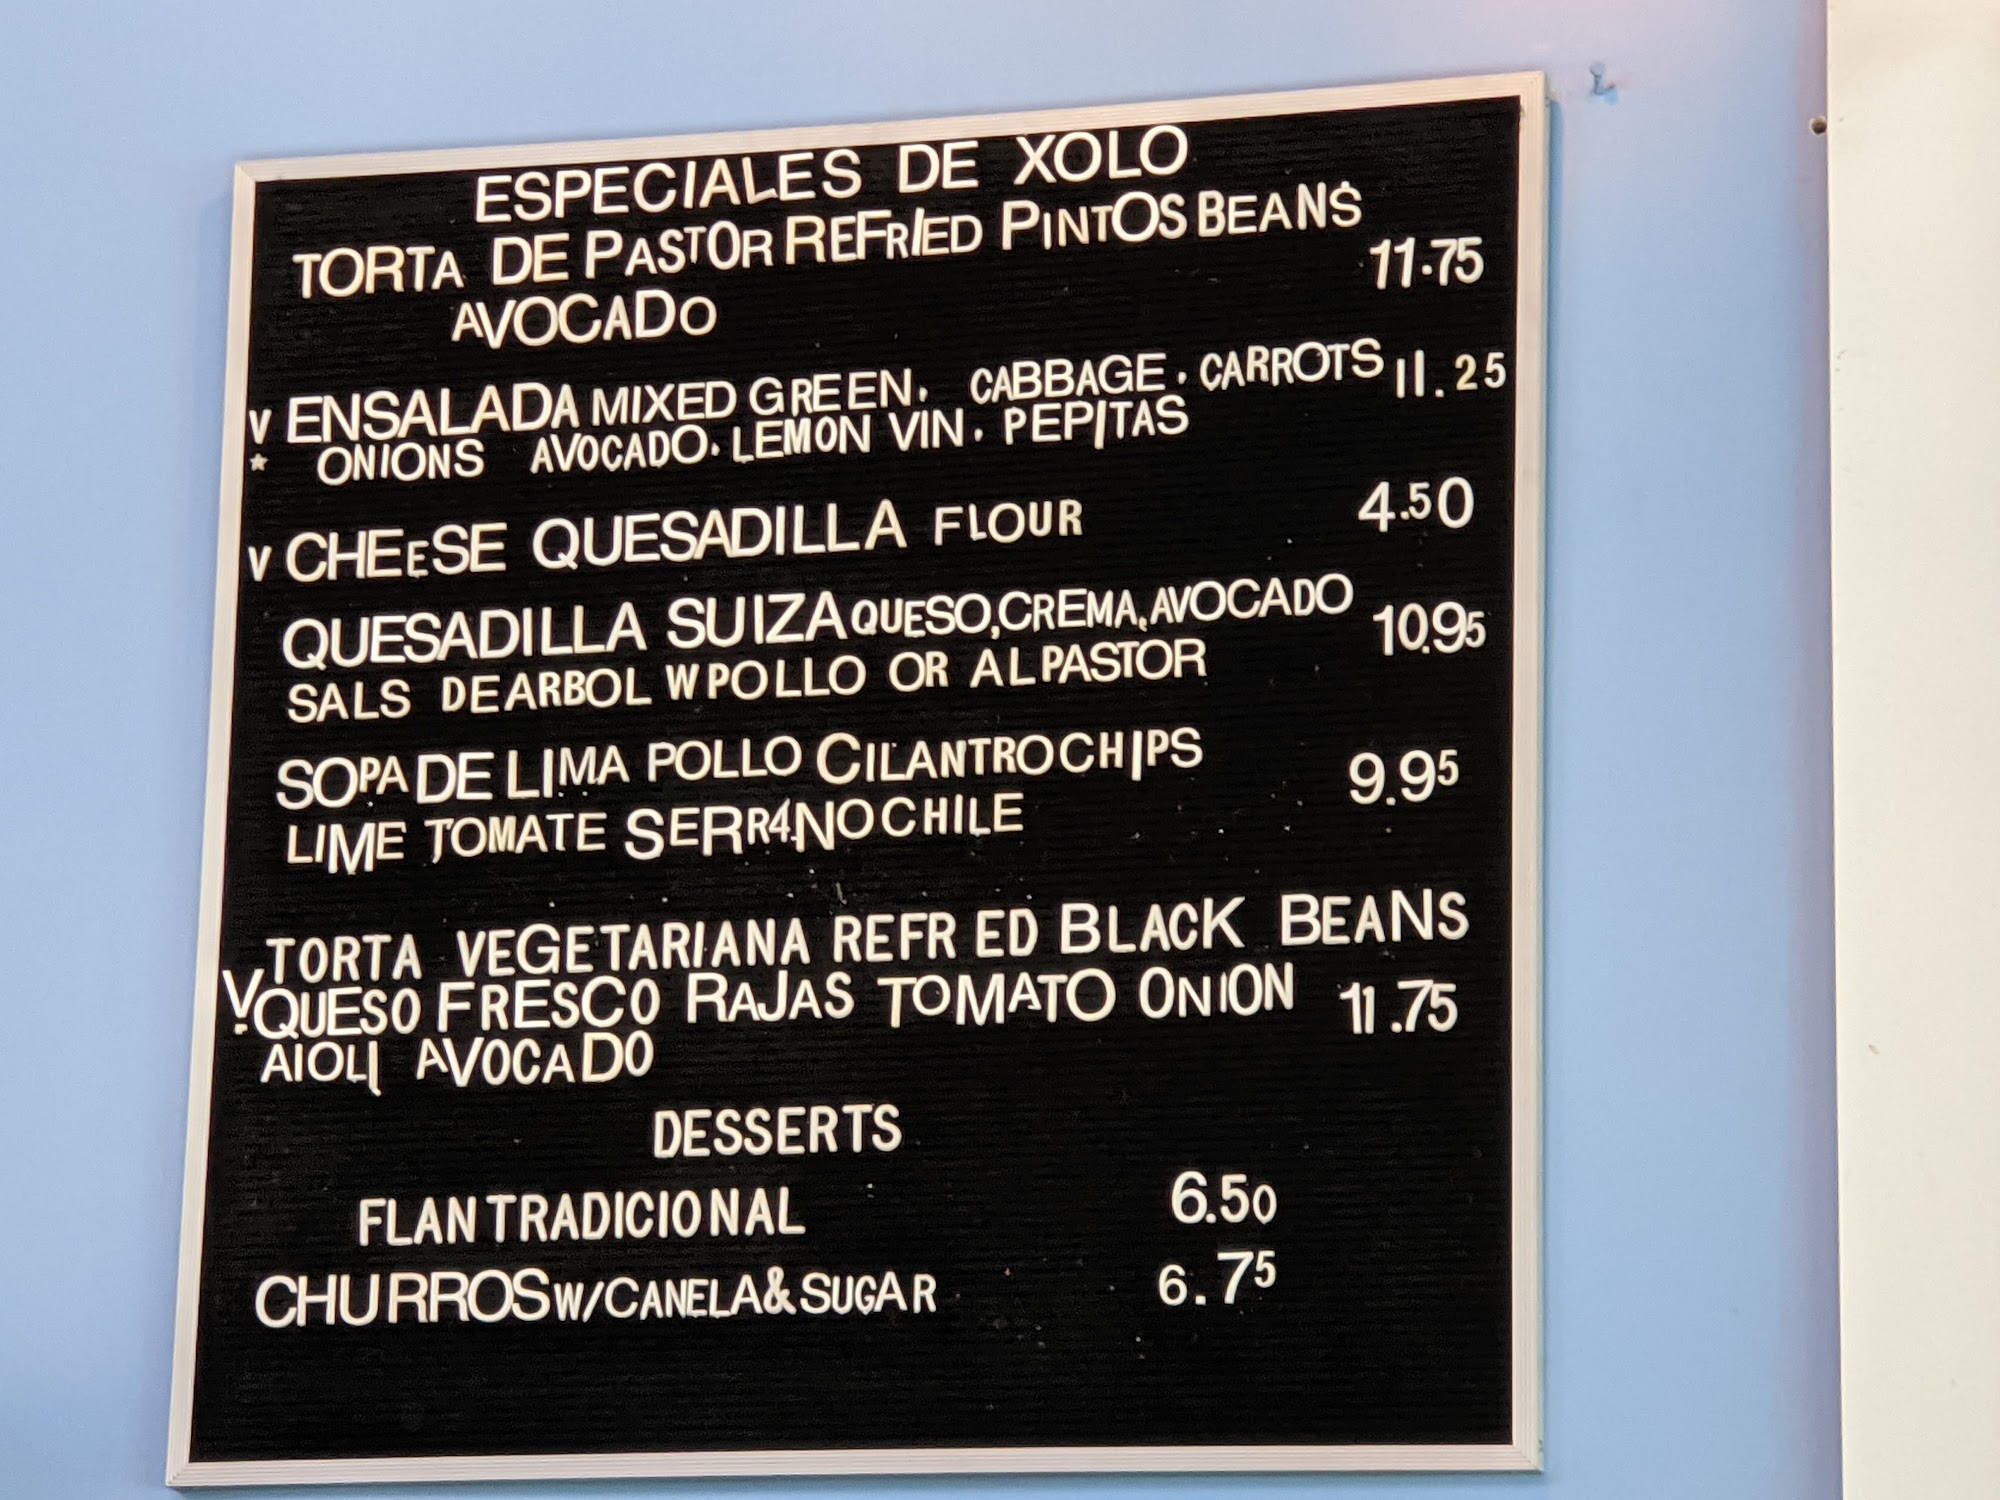 ESPECIALES DE XOLO
TORTA DE PASTOR REFRIED PINTOS BEANS
AVOCADO 11.75
V ENSALADA MIXED GREEN. CABBAGE. CARROTS 11.25
* ONIONS AVOCADO. LEMON VIN. PEPITAS
V CHEESE QUESADILLA FLOUR 4.50
QUESADILLA SUIZA QUESO, CREMA, AVOCADO 10.95
SALS DE ARBOL W POLLO OR AL PASTOR
SOPA DE LIMA POLLO CILANTRO CHIPS 9.95
LIME TOMATE SERR4NO CHILE
TORTA VEGETARIANA REFR ED BLACK BEANS
V. QUESO FRESCO RAJAS TOMATO ONION 11.75
AIOLI AVOCADO
DESSERTS
FLAN TRADICIONAL 6.50
CHURROS W/CANELA & SUGAR 6.75